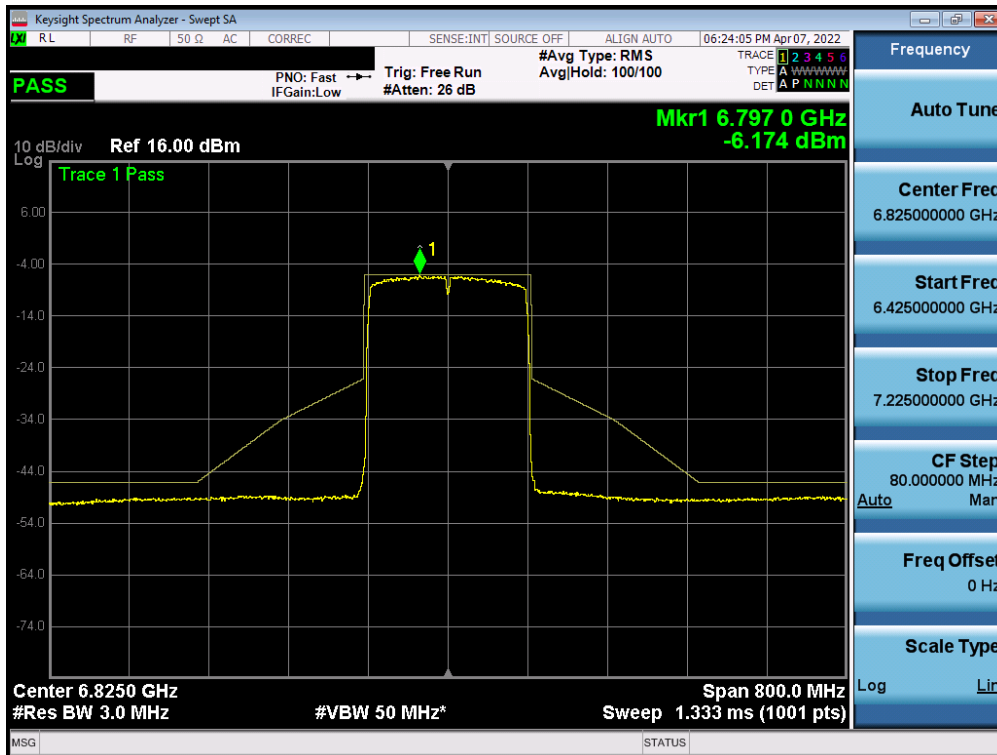 Keysight Spectrum Analyzer - Swept SA
LXI RL RF 50 Ω AC CORREC SENSE:INT SOURCE OFF ALIGN AUTO 06:24:05 PM Apr 07, 2022
PASS
PNO: Fast
IFGain:Low
Trig: Free Run
#Atten: 26 dB
#Avg Type: RMS
Avg|Hold: 100/100
TRACE 1 2 3 4 5 6
TYPE A WWWWW
DET A P N N N N
Mkr1 6.797 0 GHz
-6.174 dBm
10 dB/div Ref 16.00 dBm
Log
Trace 1 Pass
6.00
-4.00
-14.0
-24.0
-34.0
-44.0
-54.0
-64.0
-74.0
1
Center 6.8250 GHz Span 800.0 MHz
#Res BW 3.0 MHz #VBW 50 MHz* Sweep 1.333 ms (1001 pts)
MSG STATUS
Frequency
Auto Tune
Center Freq
6.825000000 GHz
Start Freq
6.425000000 GHz
Stop Freq
7.225000000 GHz
CF Step
80.000000 MHz
Auto Man
Freq Offset
0 Hz
Scale Type
Log Lin